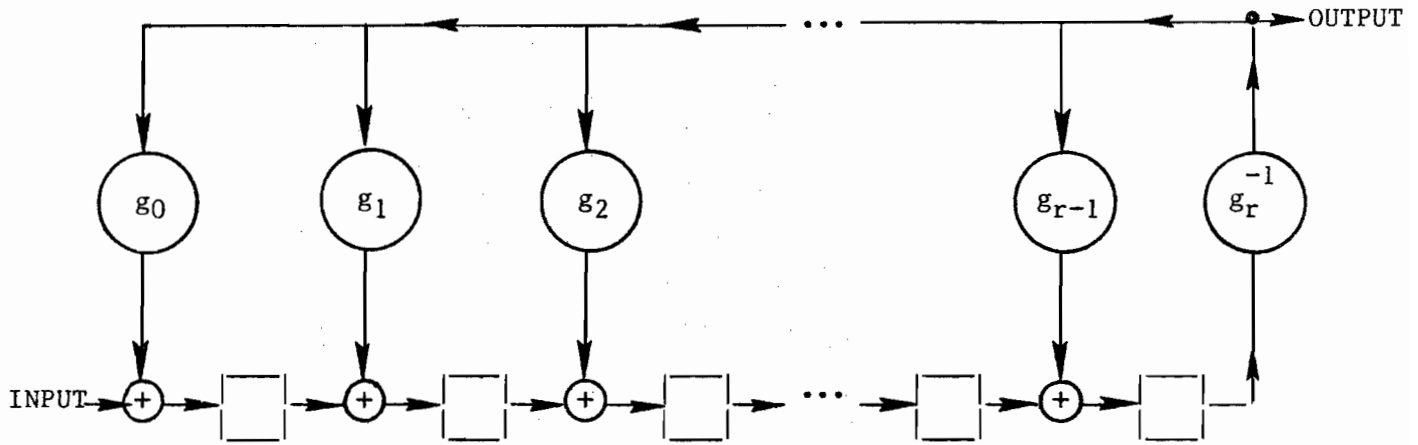 ... OUTPUT
g0 g1 g2 gr-1 gr^-1
INPUT + + + ... +